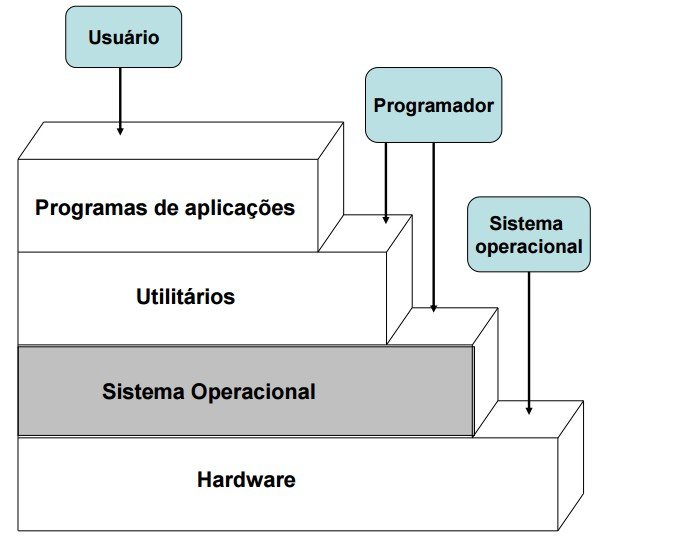 Usuário
Programador
Sistema
operacional
Programas de aplicações
Utilitários
Sistema Operacional
Hardware